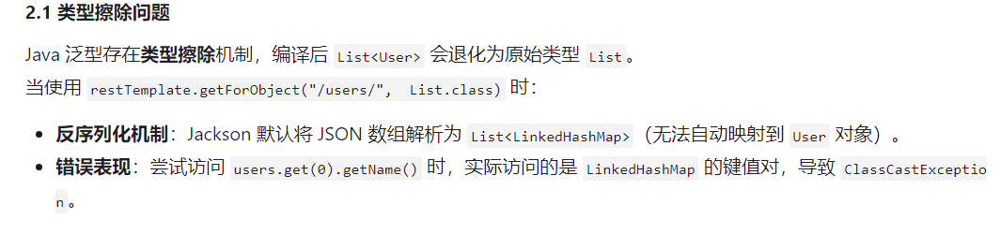 2.1 类型擦除问题
Java 泛型存在类型擦除机制，编译后 List<User> 会退化为原始类型 List。
当使用 restTemplate.getForObject("/users/", List.class) 时：
• 反序列化机制：Jackson 默认将 JSON 数组解析为 List<LinkedHashMap>（无法自动映射到 User 对象）。
• 错误表现：尝试访问 users.get(0).getName() 时，实际访问的是 LinkedHashMap 的键值对，导致 ClassCastExceptio
n。